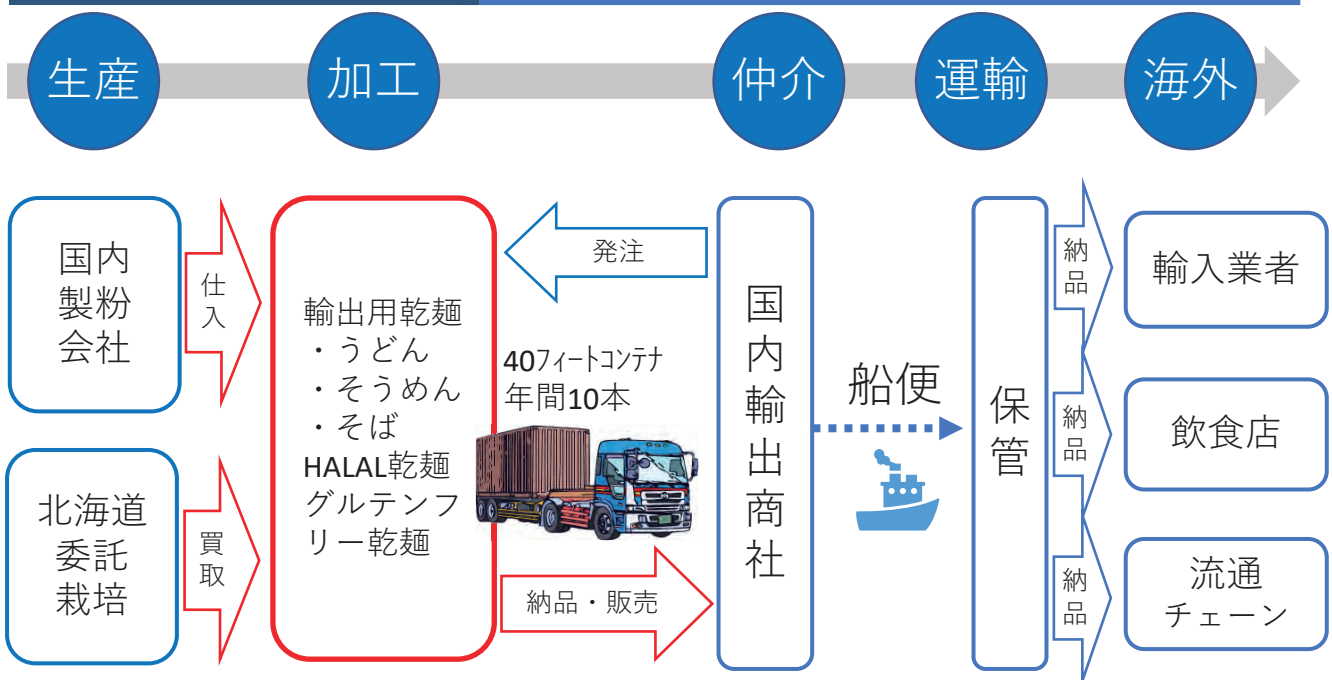 生産
加工
仲介
運輸
海外
国内
製粉
会社
仕
入
北海道
委託
栽培
買
取
輸出用乾麺
・うどん
・そうめん
・そば
HALAL乾麺
グルテンフ
リー乾麺
発注
40フィートコンテナ
年間10本
納品・販売
国
内
輸
出
商
社
船便
保
管
納
品
輸入業者
納
品
飲食店
納
品
流通
チェーン